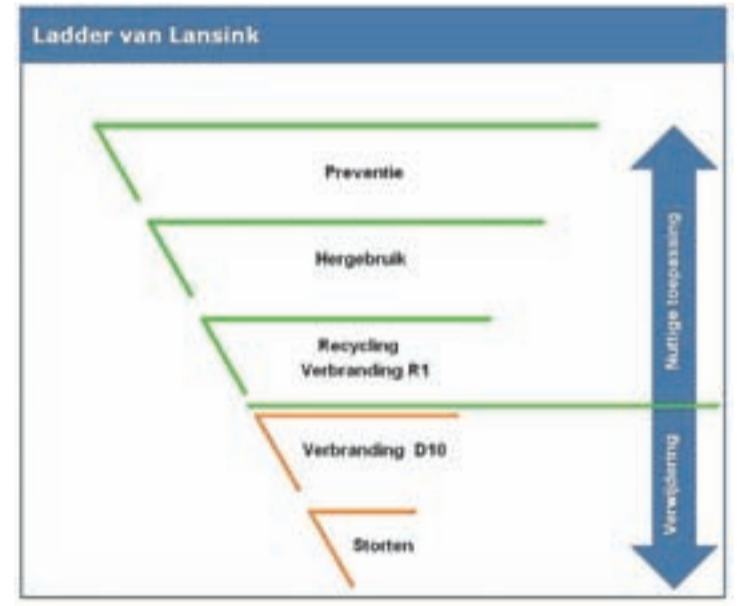 Ladder van Lansink
Preventie
Hergebruik
Recycling
Verbranding R1
Verbranding D10
Storten
Nuttige toepassing
Verwijdering